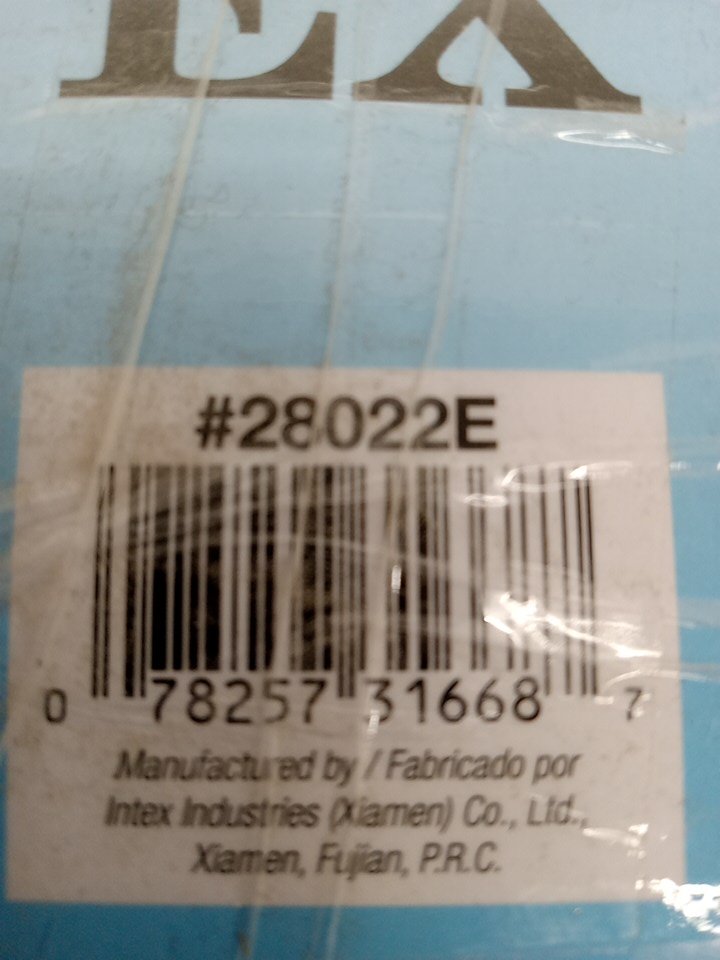 EX
#28022E
0 78257 31668 7
Manufactured by / Fabricado por
Intex Industries (Xiamen) Co., Ltd.,
Xiamen, Fujian, P.R.C.